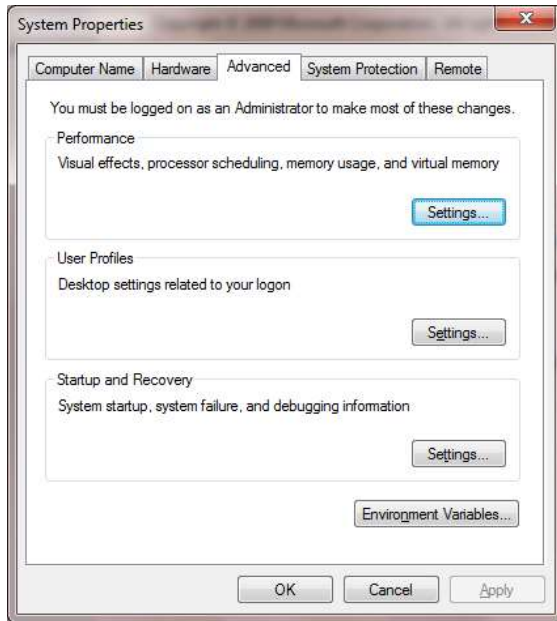 System Properties
Computer Name Hardware Advanced System Protection Remote
You must be logged on as an Administrator to make most of these changes.
Performance
Visual effects, processor scheduling, memory usage, and virtual memory
Settings...
User Profiles
Desktop settings related to your logon
Settings...
Startup and Recovery
System startup, system failure, and debugging information
Settings...
Environment Variables...
OK Cancel Apply